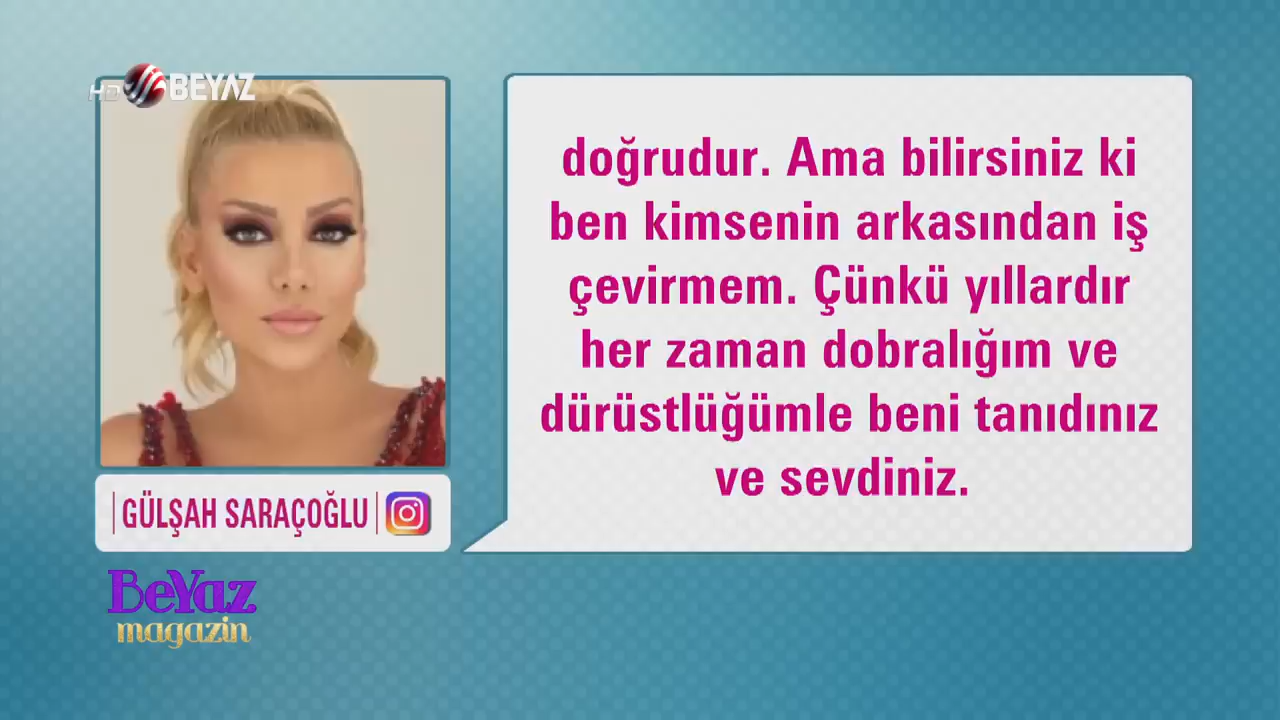 HD BEYAZ
doğrudur. Ama bilirsiniz ki
ben kimsenin arkasından iş
çevirmem. Çünkü yıllardır
her zaman dobralığım ve
dürüstlüğümle beni tanıdınız
ve sevdiniz.
GÜLŞAH SARAÇOĞLU
BeYaz
magazin